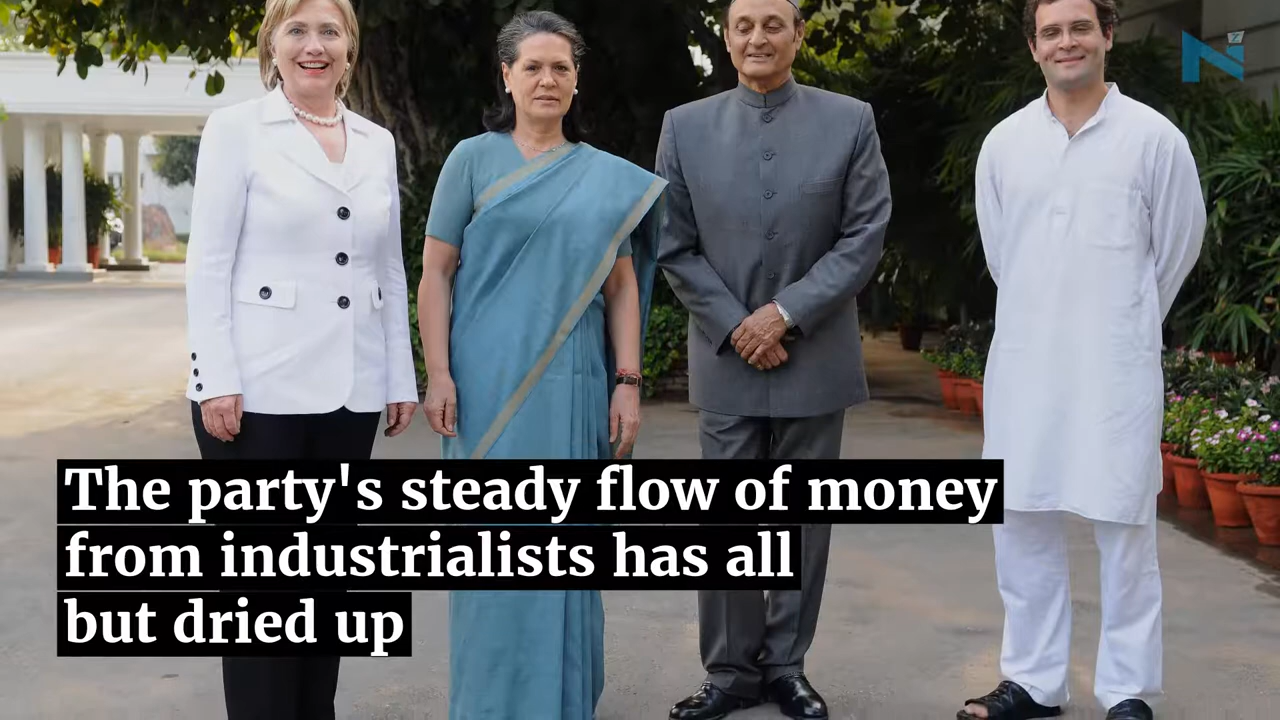 The party's steady flow of money
from industrialists has all
but dried up